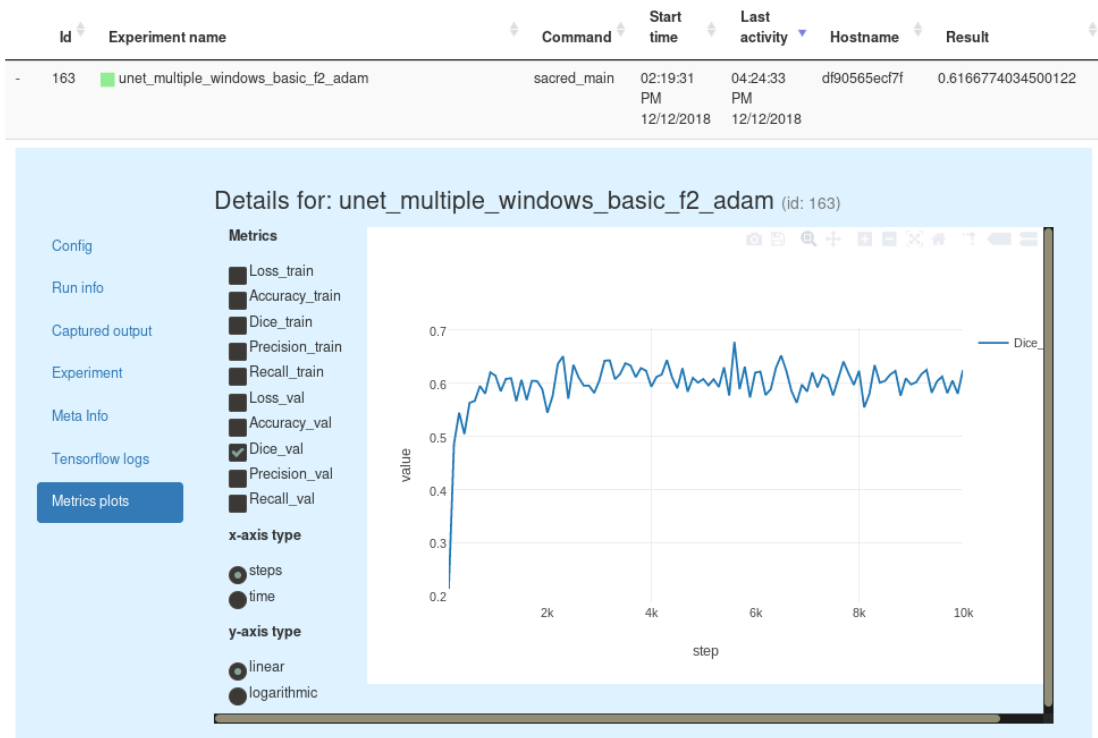 Id Experiment name Command Start time Last activity Hostname Result
- 163 unet_multiple_windows_basic_f2_adam sacred_main 02:19:31 PM 12/12/2018 04:24:33 PM 12/12/2018 df90565ecf7f 0.6166774034500122
Details for: unet_multiple_windows_basic_f2_adam (id: 163)
Config
Run info
Captured output
Experiment
Meta Info
Tensorflow logs
Metrics plots
Metrics
Loss_train
Accuracy_train
Dice_train
Precision_train
Recall_train
Loss_val
Accuracy_val
Dice_val
Precision_val
Recall_val
x-axis type
steps
time
y-axis type
linear
logarithmic
0.7
0.6
0.5
0.4
0.3
0.2
value
2k 4k 6k 8k 10k
step
Dice_